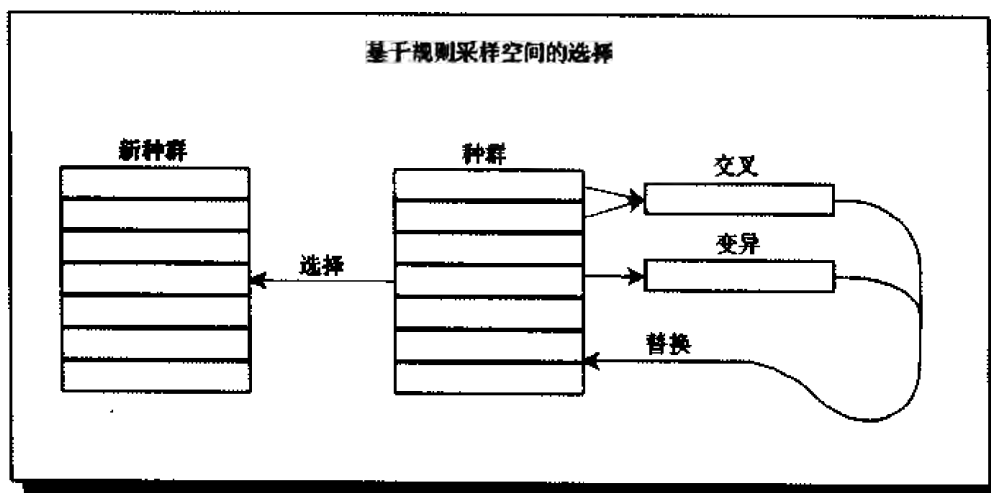 基于规则采样空间的选择
新种群
种群
交叉
变异
选择
替换